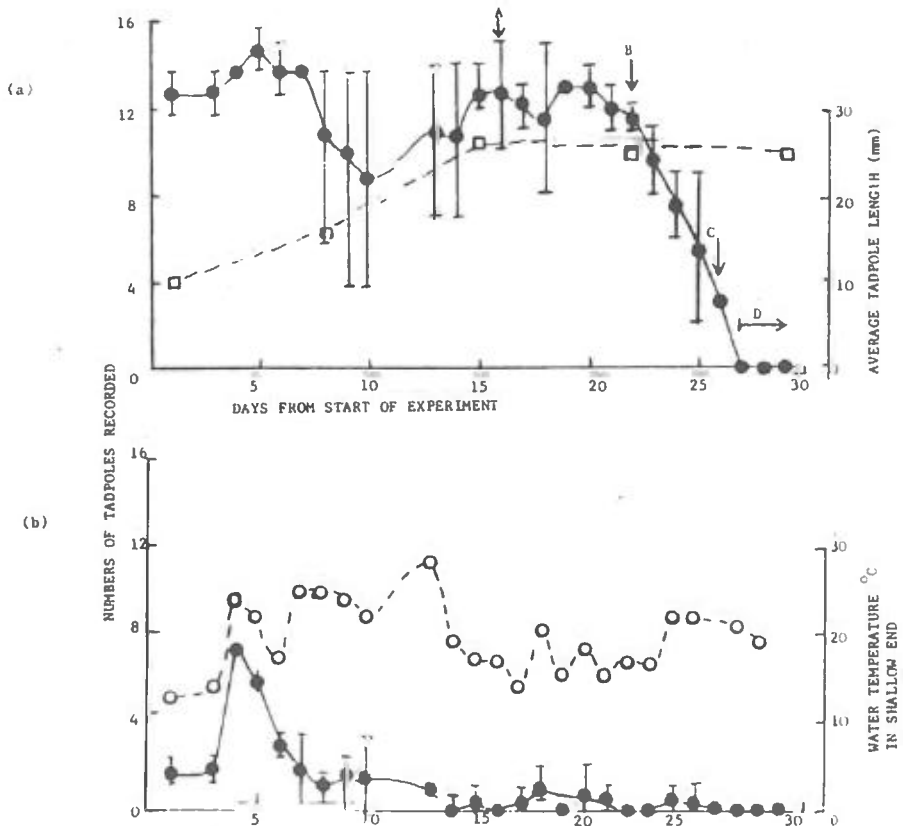 (a)
16
12
8
4
0
A
B
C
D
30
20
10
0
AVERAGE TADPOLE LENGTH (mm)
5
10
15
20
25
30
DAYS FROM START OF EXPERIMENT
NUMBERS OF TADPOLES RECORDED
(b)
16
12
8
4
0
30
20
10
0
WATER TEMPERATURE °C
IN SHALLOW END
5
10
15
20
25
30